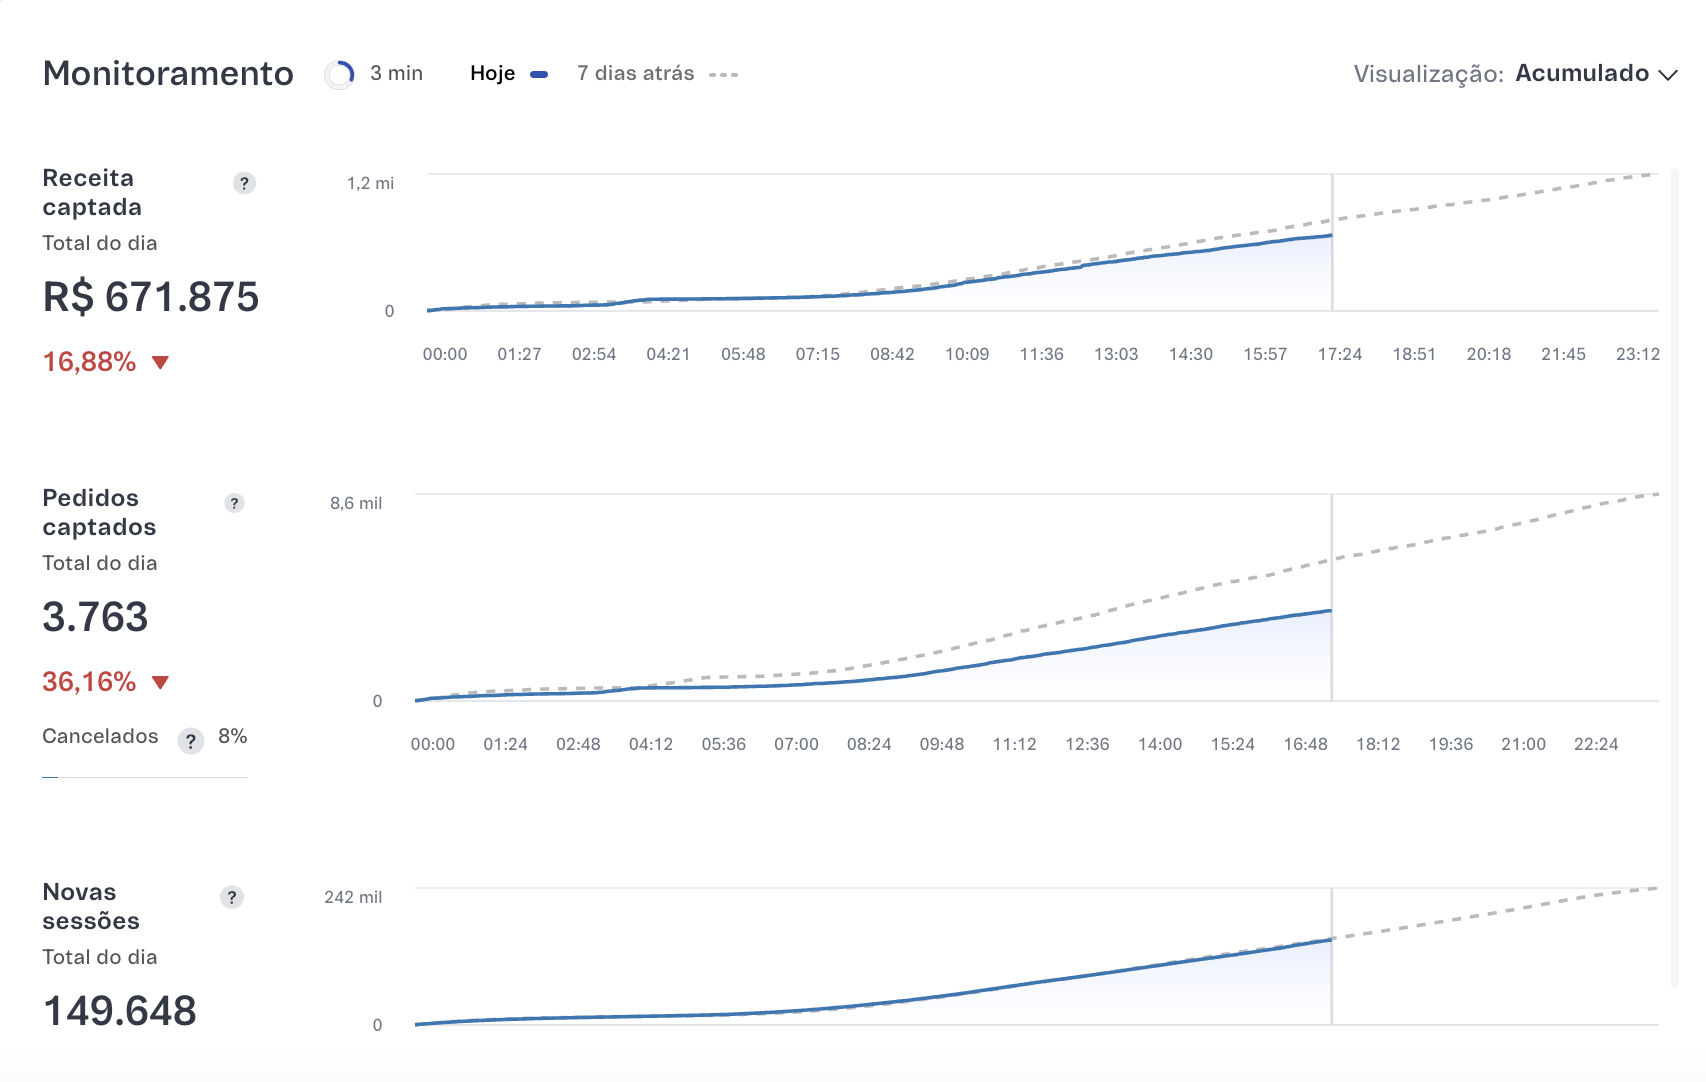 Monitoramento 3 min Hoje 7 dias atrás Visualização: Acumulado
Receita captada ?
Total do dia
R$ 671.875
16,88%
1,2 mi
0
00:00 01:27 02:54 04:21 05:48 07:15 08:42 10:09 11:36 13:03 14:30 15:57 17:24 18:51 20:18 21:45 23:12
Pedidos captados ?
Total do dia
3.763
36,16%
Cancelados ? 8%
8,6 mil
0
00:00 01:24 02:48 04:12 05:36 07:00 08:24 09:48 11:12 12:36 14:00 15:24 16:48 18:12 19:36 21:00 22:24
Novas sessões ?
Total do dia
149.648
242 mil
0